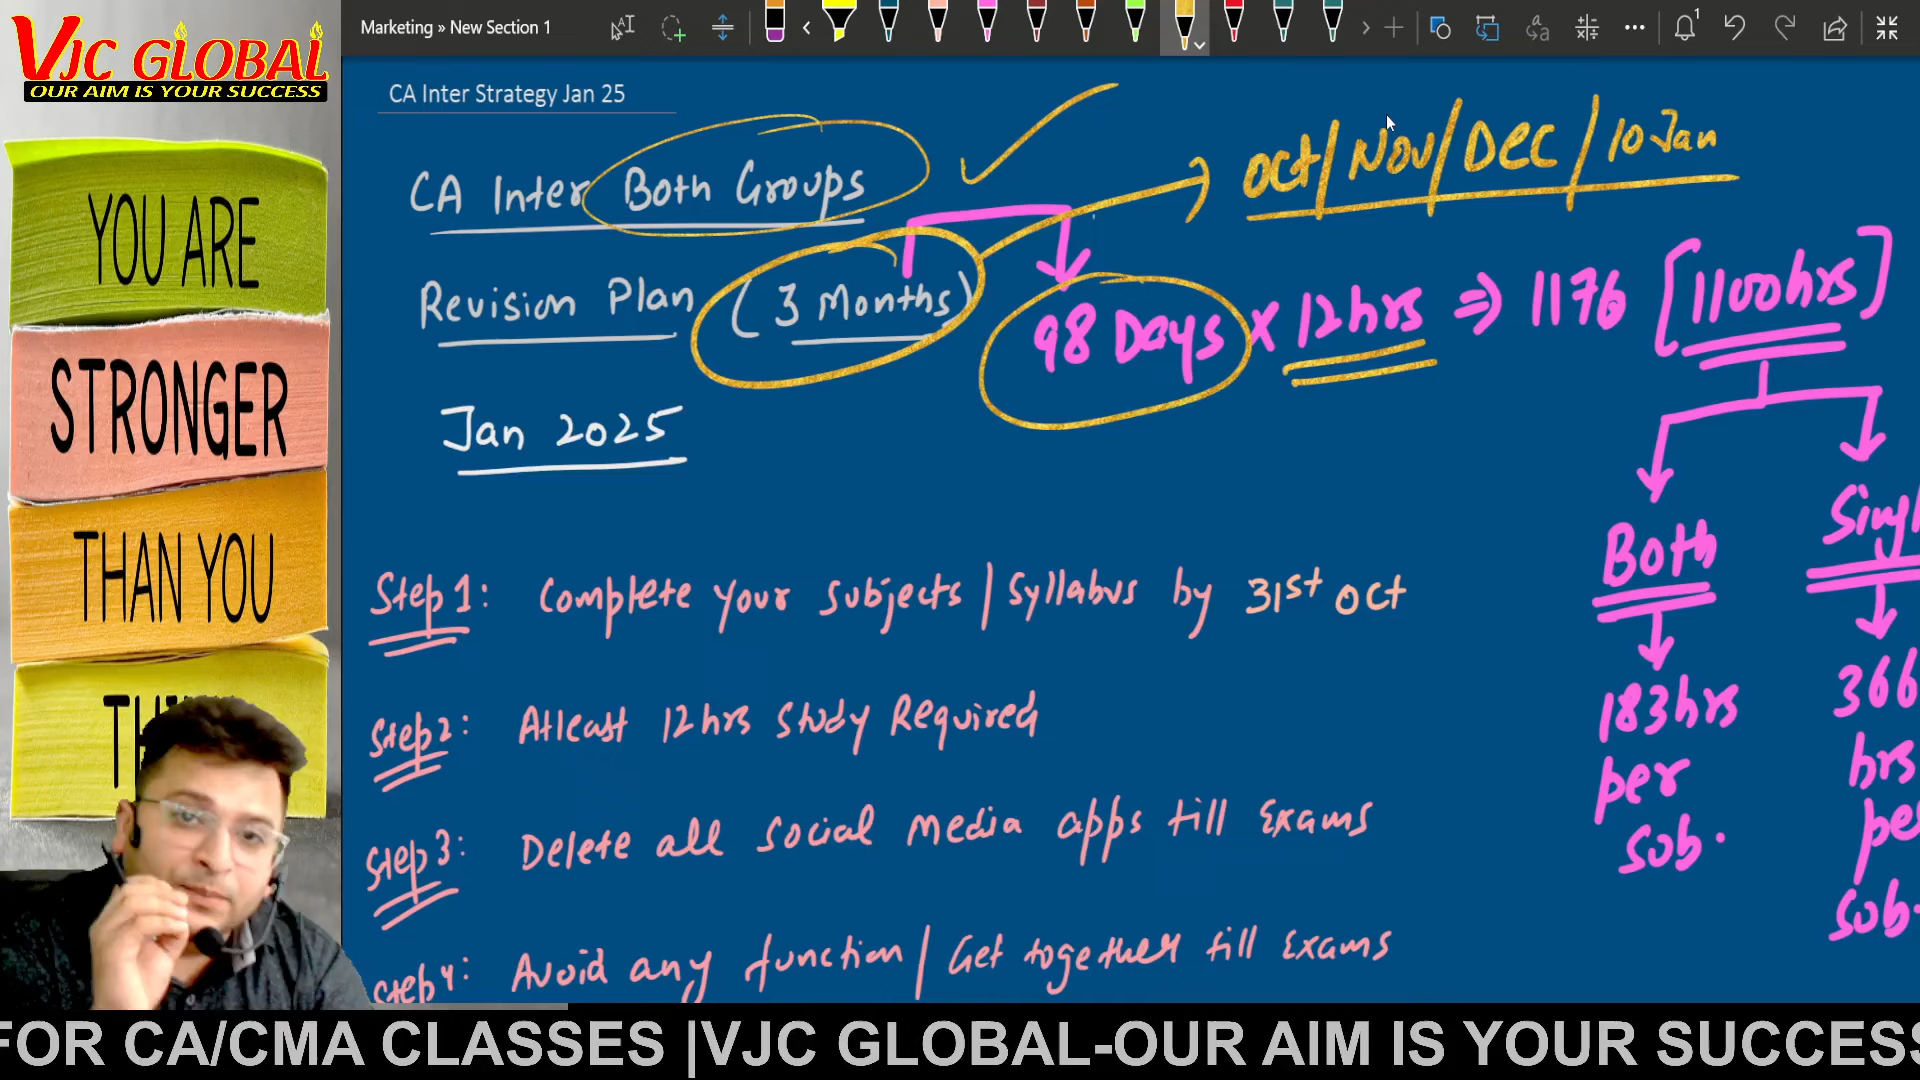 VJC GLOBAL
OUR AIM IS YOUR SUCCESS
YOU ARE
STRONGER
THAN YOU
Marketing » New Section 1
1
CA Inter Strategy Jan 25
CA Inter Both Groups
Oct/Nov/Dec/10 Jan
Revision Plan (3 Months)
98 Days x 12hrs ⇒ 1176 [1100hrs]
Jan 2025
Both
183hrs
per
sub.
366
hrs
sub.
Step 1: Complete your subjects/syllabus by 31st Oct
Step 2: Atleast 12hrs Study Required
Step 3: Delete all social media apps till Exams
Step 4: Avoid any function/Get together till Exams
FOR CA/CMA CLASSES |VJC GLOBAL-OUR AIM IS YOUR SUCCESS